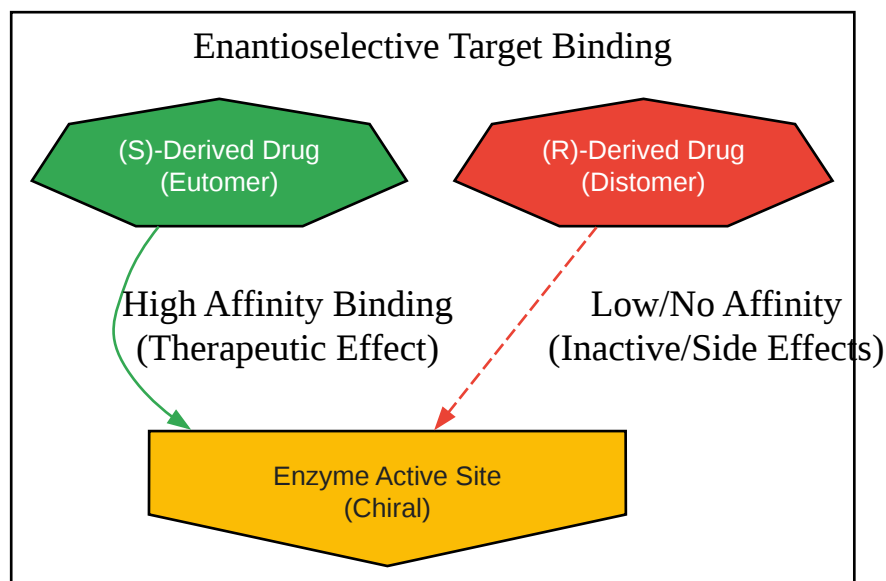 Enantioselective Target Binding
(S)-Derived Drug
(Eutomer)
(R)-Derived Drug
(Distomer)
High Affinity Binding
(Therapeutic Effect)
Low/No Affinity
(Inactive/Side Effects)
Enzyme Active Site
(Chiral)